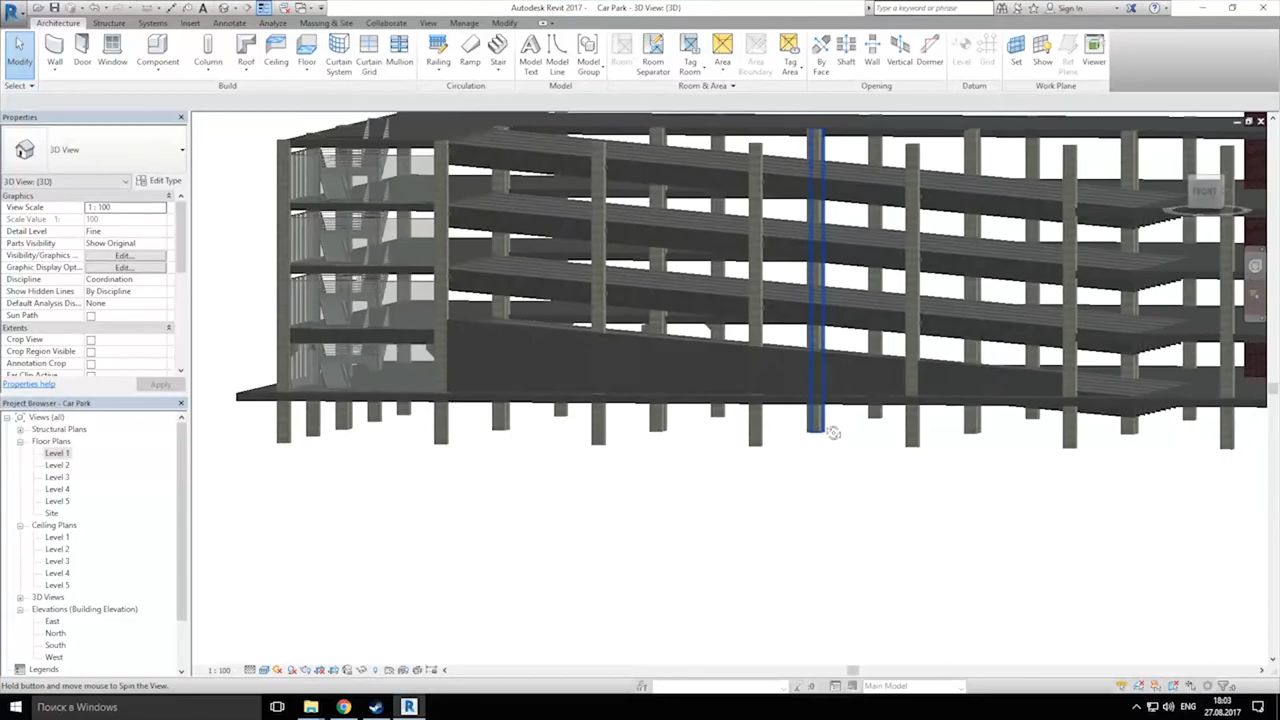 Autodesk Revit 2017 - Car Park - 3D View: {3D}
Type a keyword or phrase
Sign In
Architecture Structure Systems Insert Annotate Analyze Massing & Site Collaborate View Manage Modify
Modify Wall Door Window Component Column Roof Ceiling Floor Curtain System Curtain Grid Mullion Railing Ramp Stair Model Text Model Line Model Group Room Room Separator Tag Room Area Area Boundary Tag Area By Face Shaft Wall Vertical Dormer Level Grid Set Show Ref Plane Viewer
Select Build Circulation Model Room & Area Opening Datum Work Plane
Properties
3D View
3D View: {3D} Edit Type
Graphics
View Scale 1 : 100
Scale Value 1: 100
Detail Level Fine
Parts Visibility Show Original
Visibility/Graphics ... Edit...
Graphic Display Opt... Edit...
Discipline Coordination
Show Hidden Lines By Discipline
Default Analysis Dis... None
Sun Path
Extents
Crop View
Crop Region Visible
Annotation Crop
Properties help Apply
Project Browser - Car Park
Views (all)
Structural Plans
Floor Plans
Level 1
Level 2
Level 3
Level 4
Level 5
Site
Ceiling Plans
Level 1
Level 2
Level 3
Level 4
Level 5
3D Views
Elevations (Building Elevation)
East
North
South
West
Legends
FRONT
1 : 100
Hold button and move mouse to Spin the View.
:0
Main Model
:0
Поиск в Windows
ENG
18:03
27.08.2017